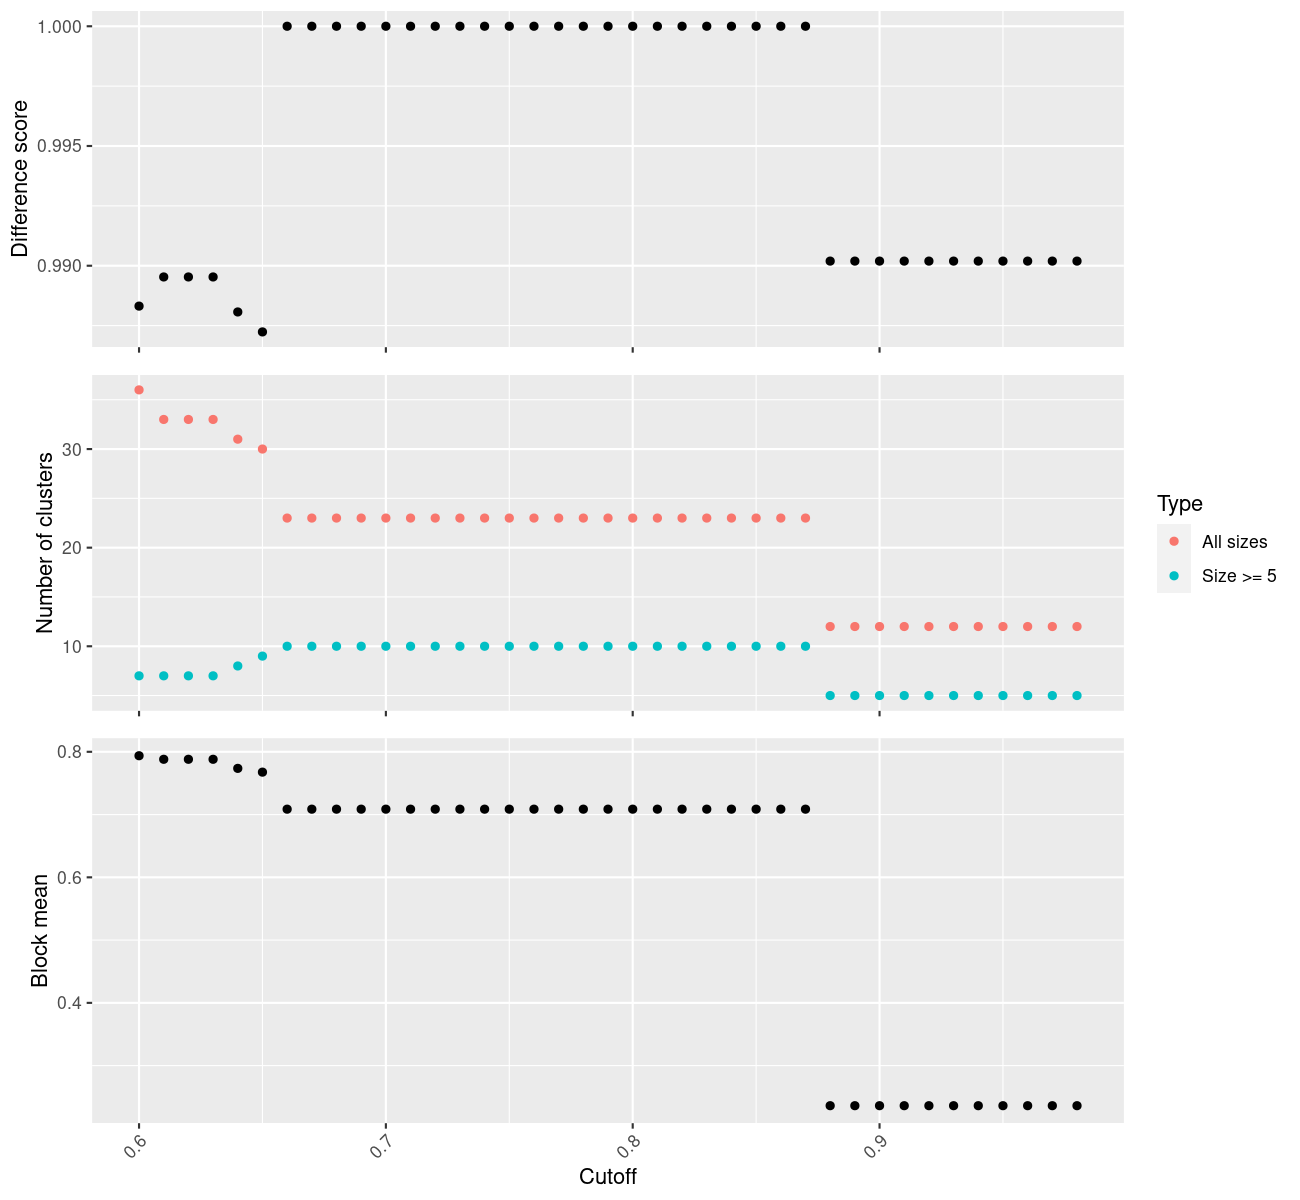 Difference score
1.000
0.995
0.990
Number of clusters
30
20
10
Type
All sizes
Size >= 5
Block mean
0.8
0.6
0.4
0.6
0.7
0.8
0.9
Cutoff